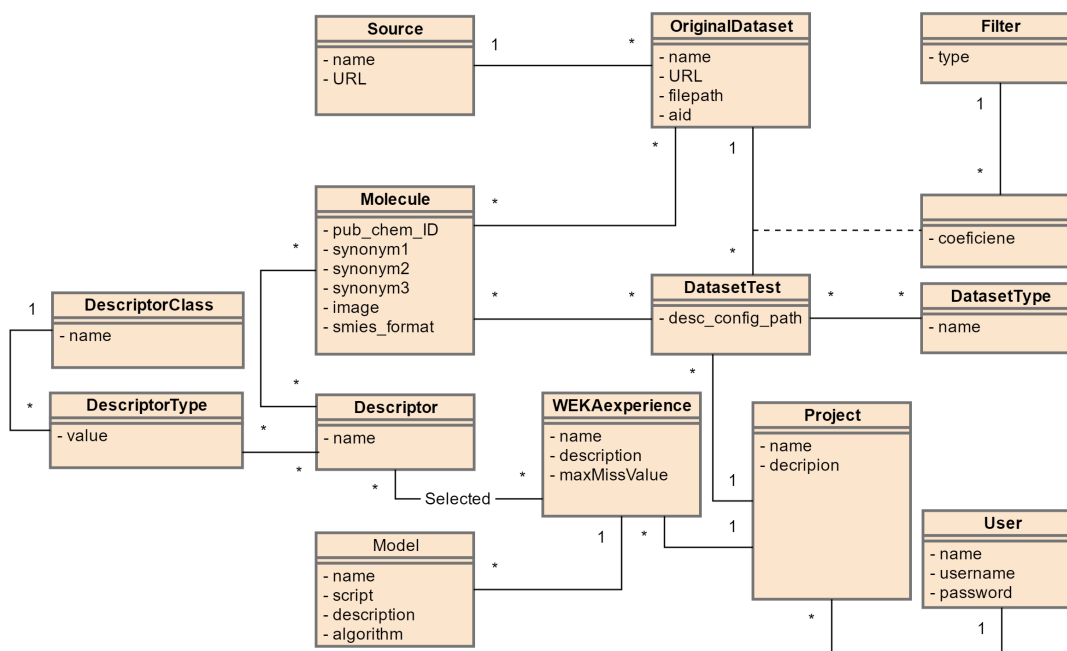 Source
- name
- URL
1
*
OriginalDataset
- name
- URL
- filepath
- aid
Filter
- type
1
*
- coeficiene
*
1
*
Molecule
- pub_chem_ID
- synonym1
- synonym2
- synonym3
- image
- smies_format
*
*
*
*
DatasetTest
- desc_config_path
*
*
DatasetType
- name
1
DescriptorClass
- name
*
DescriptorType
- value
*
*
*
Descriptor
- name
*
Selected
*
WEKAexperience
- name
- description
- maxMissValue
*
1
Project
- name
- decripion
1
*
1
*
Model
- name
- script
- description
- algorithm
User
- name
- username
- password
*
1